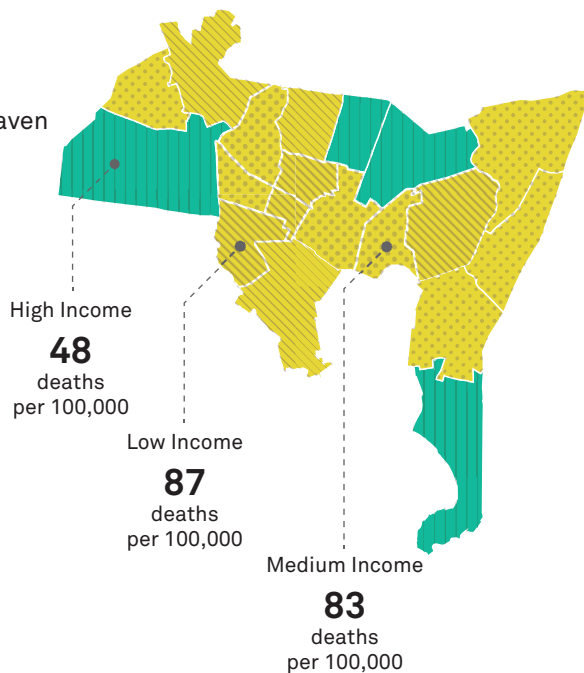 aven
High Income
48
deaths
per 100,000
Low Income
87
deaths
per 100,000
Medium Income
83
deaths
per 100,000